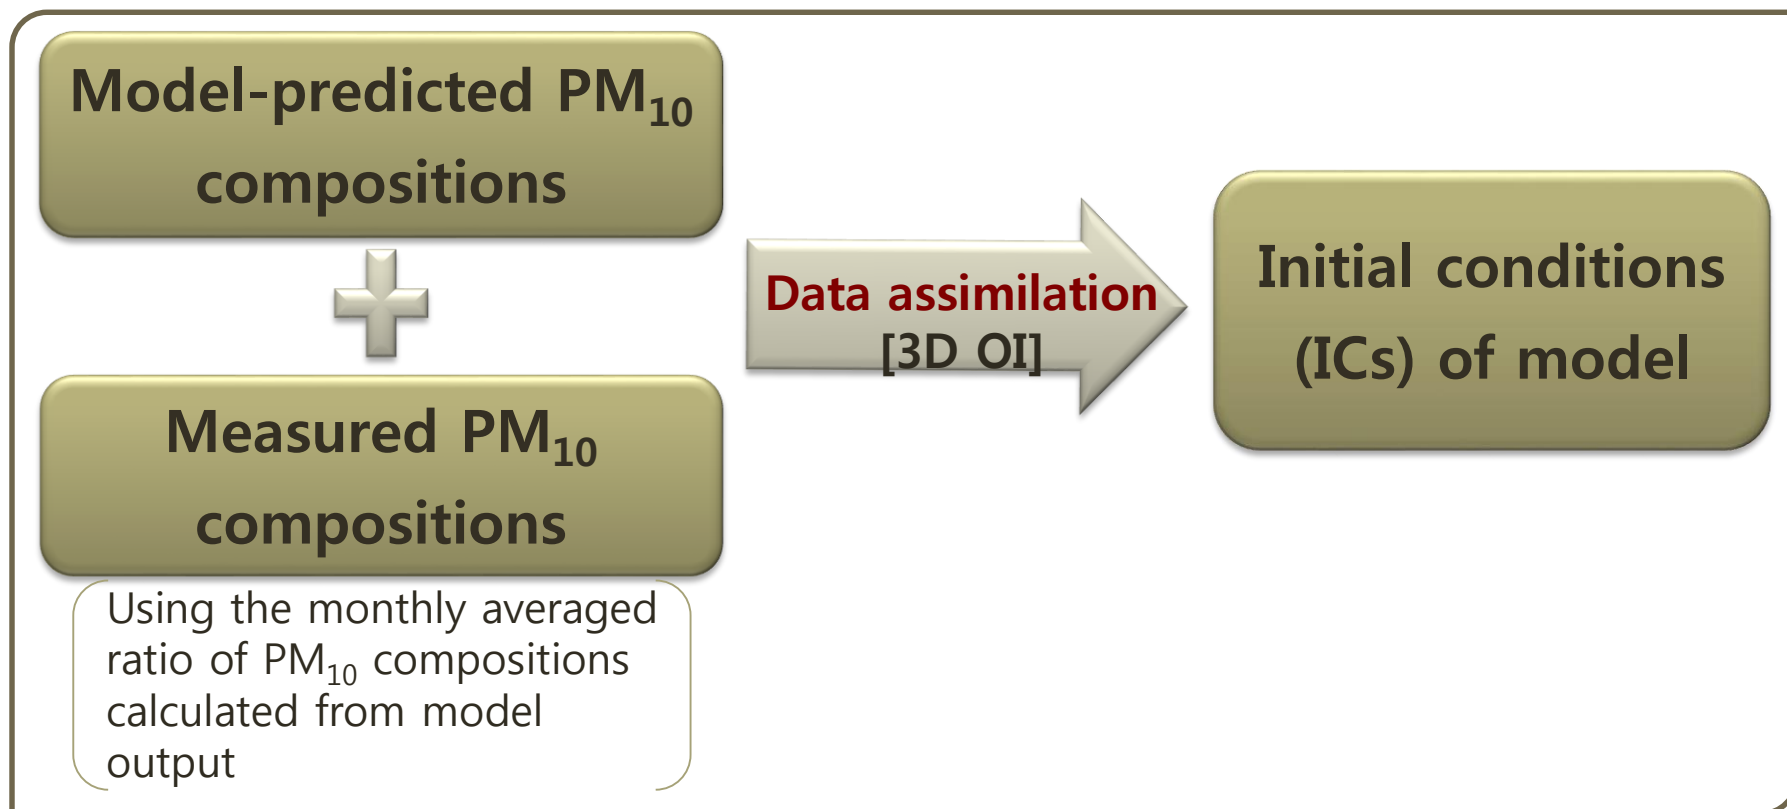 Model-predicted PM₁₀
compositions
Measured PM₁₀
compositions
Using the monthly averaged
ratio of PM₁₀ compositions
calculated from model
output
Data assimilation
[3D OI]
Initial conditions
(ICs) of model